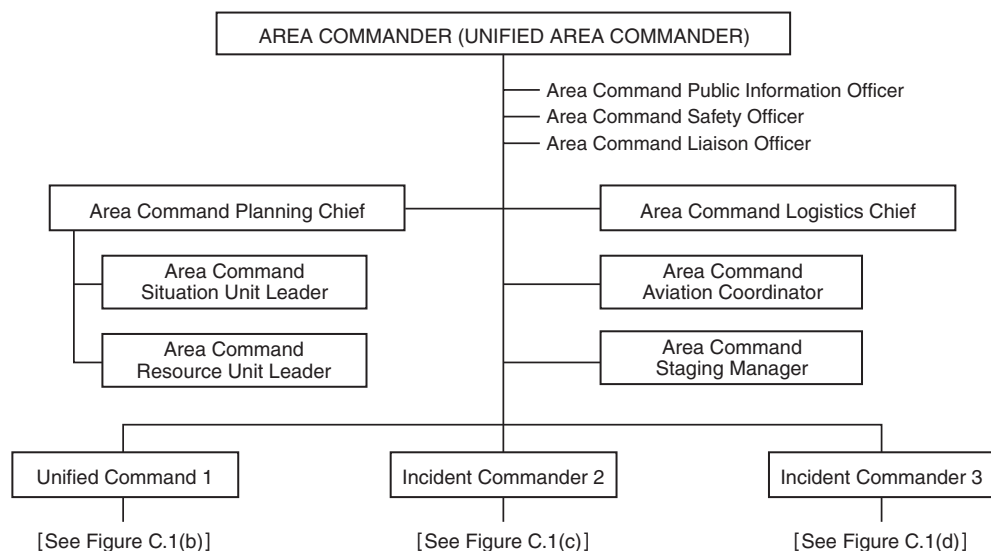 AREA COMMANDER (UNIFIED AREA COMMANDER)
Area Command Public Information Officer
Area Command Safety Officer
Area Command Liaison Officer
Area Command Planning Chief
Area Command Logistics Chief
Area Command
Situation Unit Leader
Area Command
Aviation Coordinator
Area Command
Resource Unit Leader
Area Command
Staging Manager
Unified Command 1
Incident Commander 2
Incident Commander 3
[See Figure C.1(b)]
[See Figure C.1(c)]
[See Figure C.1(d)]